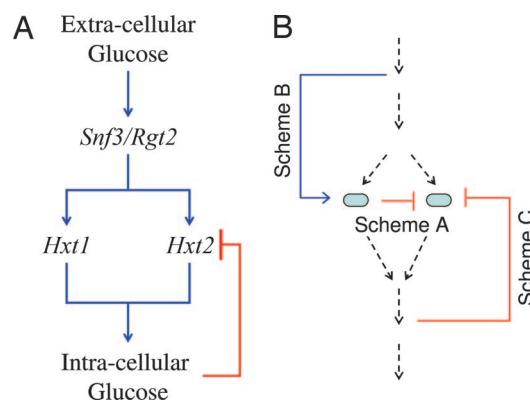 A
Extra-cellular
Glucose
Snf3/Rgt2
Hxt1
Hxt2
Intra-cellular
Glucose
B
Scheme B
Scheme A
Scheme C